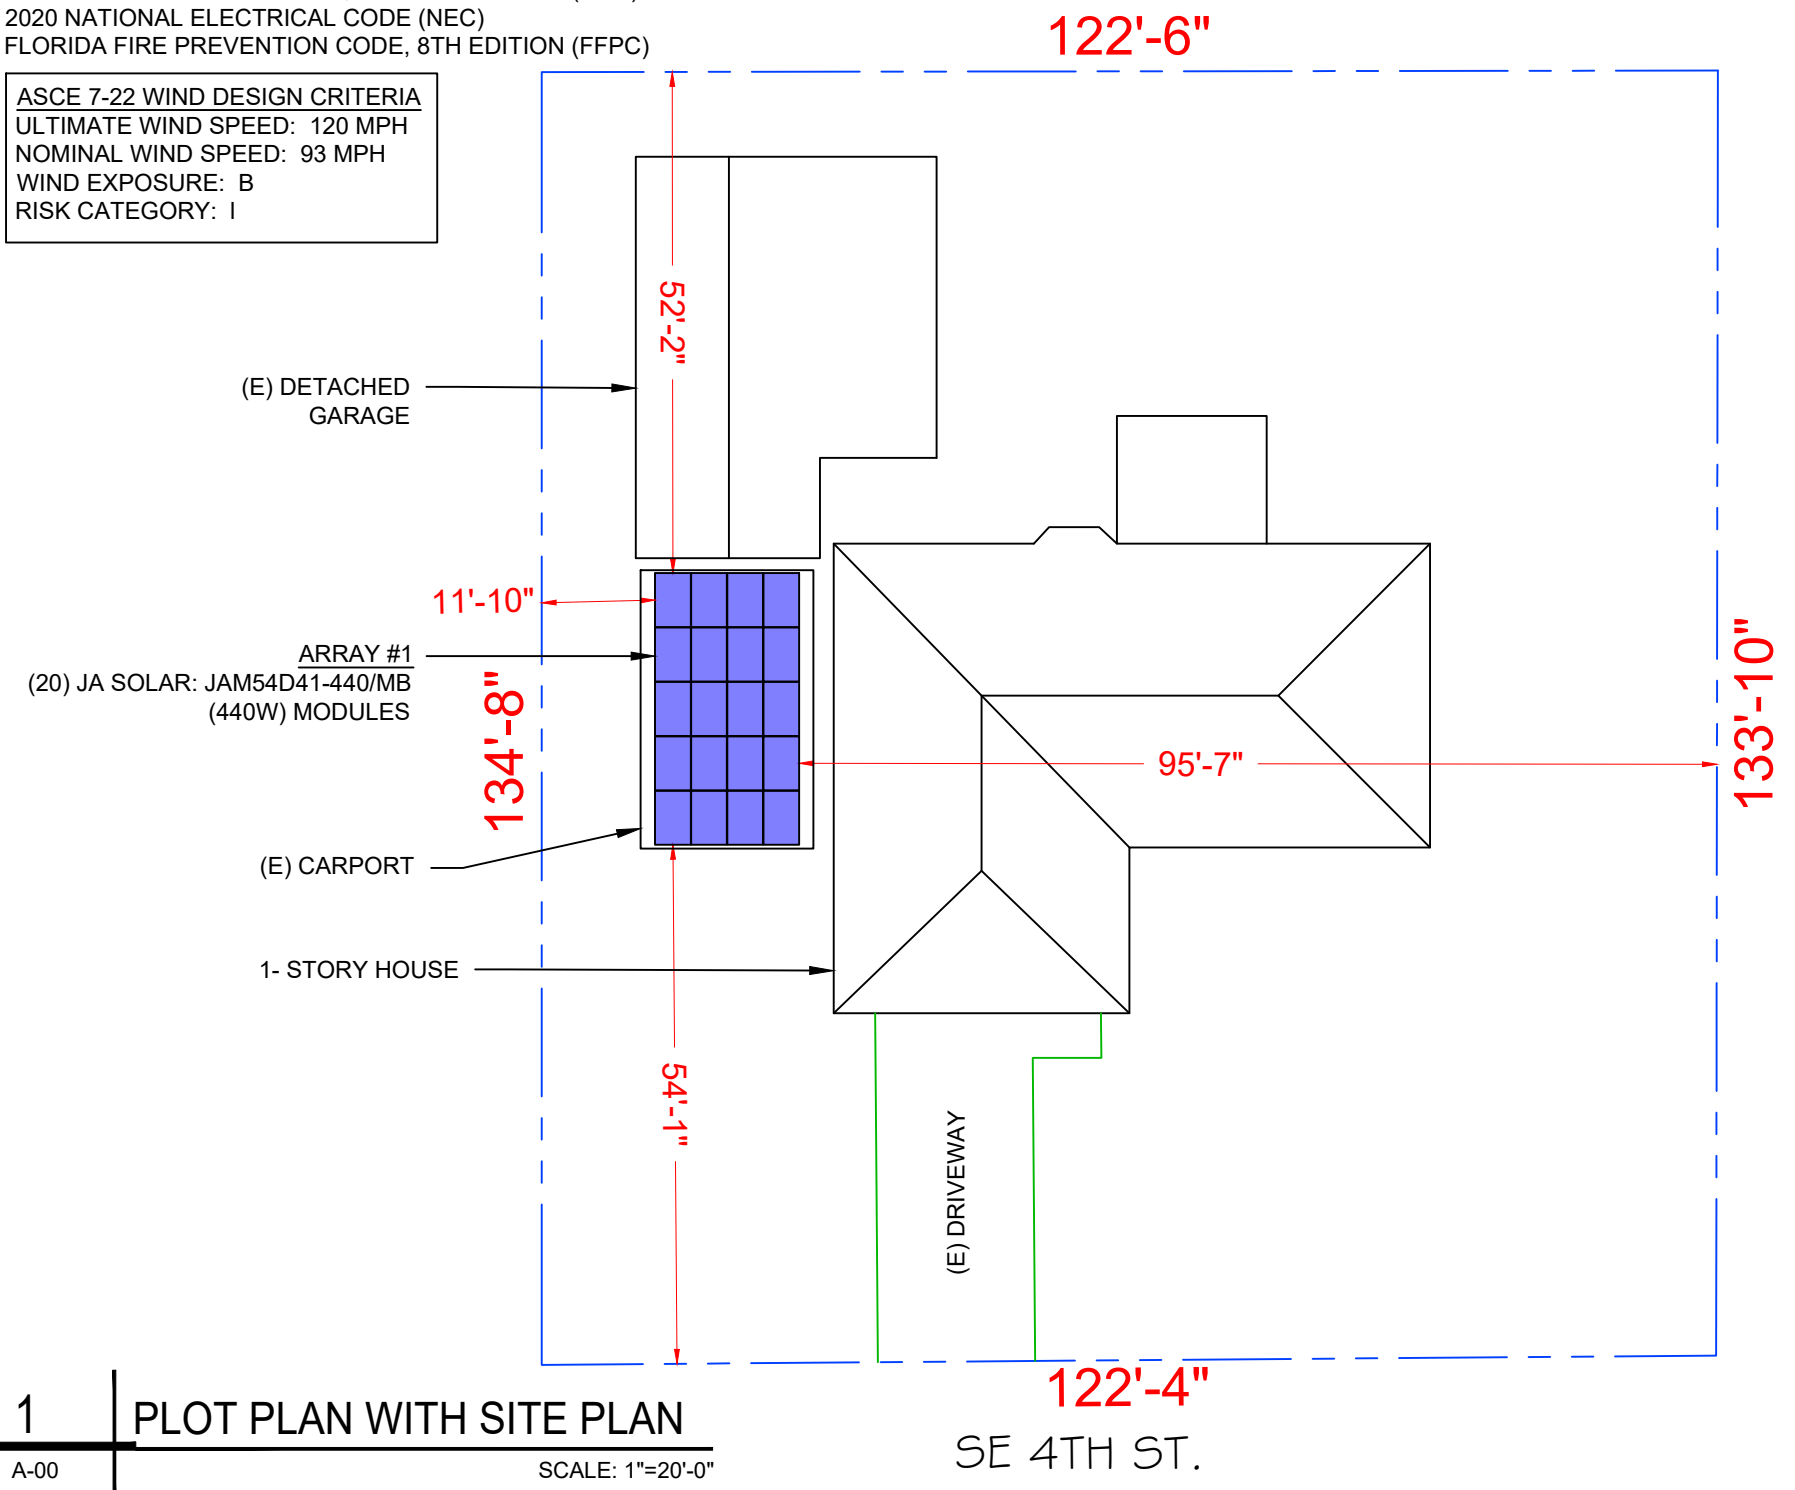 2020 NATIONAL ELECTRICAL CODE (NEC)
FLORIDA FIRE PREVENTION CODE, 8TH EDITION (FFPC)
ASCE 7-22 WIND DESIGN CRITERIA
ULTIMATE WIND SPEED: 120 MPH
NOMINAL WIND SPEED: 93 MPH
WIND EXPOSURE: B
RISK CATEGORY: I
122'-6"
52'-2"
(E) DETACHED
GARAGE
11'-10"
ARRAY #1
(20) JA SOLAR: JAM54D41-440/MB
(440W) MODULES
134'-8"
95'-7"
133'-10"
(E) CARPORT
1- STORY HOUSE
54'-1"
(E) DRIVEWAY
122'-4"
SE 4TH ST.
1
PLOT PLAN WITH SITE PLAN
A-00
SCALE: 1"=20'-0"